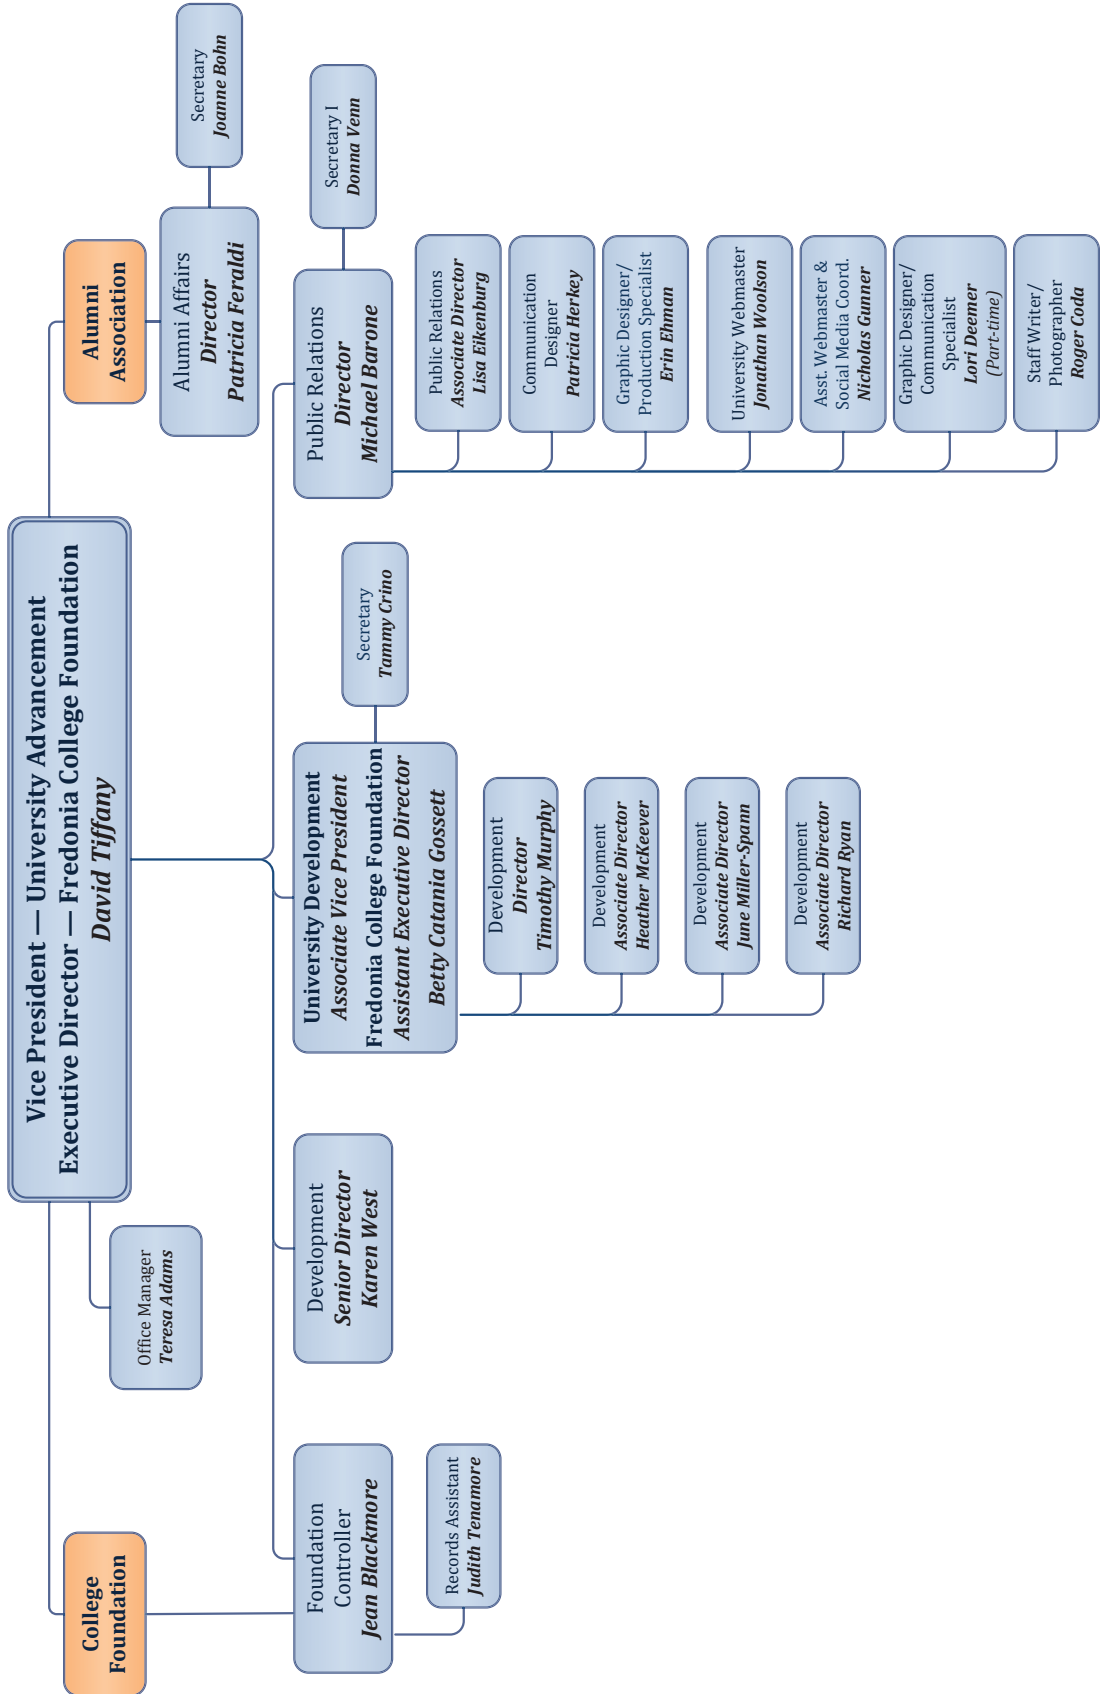 Vice President — University Advancement
Executive Director — Fredonia College Foundation
David Tiffany
College
Foundation
Office Manager
Teresa Adams
Alumni
Association
Alumni Affairs
Director
Patricia Feraldi
Secretary
Joanne Bohn
Foundation
Controller
Jean Blackmore
Records Assistant
Judith Tenamore
Development
Senior Director
Karen West
University Development
Associate Vice President
Fredonia College Foundation
Assistant Executive Director
Betty Catania Gossett
Secretary
Tammy Crino
Development
Director
Timothy Murphy
Development
Associate Director
Heather McKeever
Development
Associate Director
June Miller-Spann
Development
Associate Director
Richard Ryan
Public Relations
Director
Michael Barone
Secretary I
Donna Venn
Public Relations
Associate Director
Lisa Eikenburg
Communication
Designer
Patricia Herkey
Graphic Designer/
Production Specialist
Erin Ehman
University Webmaster
Jonathan Woolson
Asst. Webmaster &
Social Media Coord.
Nicholas Gunner
Graphic Designer/
Communication
Specialist
Lori Deemer
(Part-time)
Staff Writer/
Photographer
Roger Coda